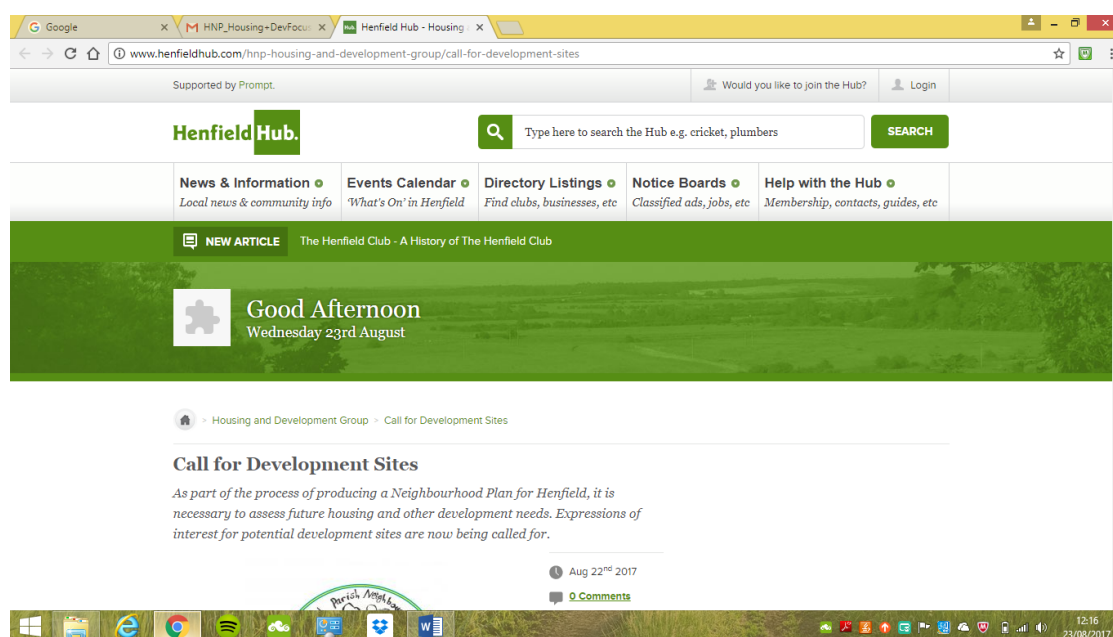 Google
HNP_Housing+DevFocus
Henfield Hub - Housing
www.henfieldhub.com/hnp-housing-and-development-group/call-for-development-sites
Supported by Prompt.
Would you like to join the Hub?
Login
Henfield Hub.
Type here to search the Hub e.g. cricket, plumbers
SEARCH
News & Information
Local news & community info
Events Calendar
'What's On' in Henfield
Directory Listings
Find clubs, businesses, etc
Notice Boards
Classified ads, jobs, etc
Help with the Hub
Membership, contacts, guides, etc
NEW ARTICLE
The Henfield Club - A History of The Henfield Club
Good Afternoon
Wednesday 23rd August
> Housing and Development Group > Call for Development Sites
Call for Development Sites
As part of the process of producing a Neighbourhood Plan for Henfield, it is
necessary to assess future housing and other development needs. Expressions of
interest for potential development sites are now being called for.
Aug 22nd 2017
0 Comments
Parish
12:16
23/08/2017